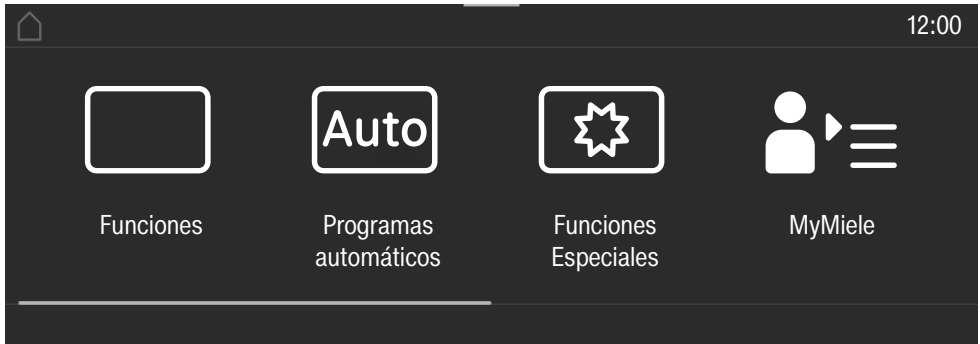 12:00
Auto
Funciones
Programas
automáticos
Funciones
Especiales
MyMiele